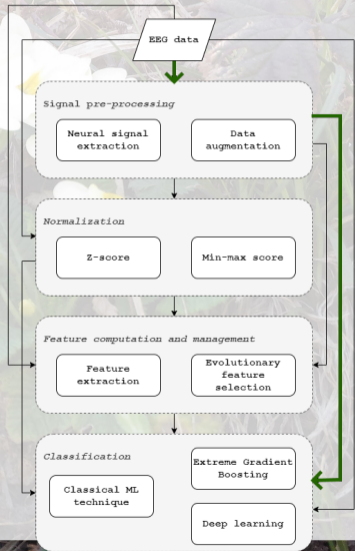 EEG data
Signal pre-processing
Neural signal
extraction
Data
augmentation
Normalization
Z-score
Min-max score
Feature computation and management
Feature
extraction
Evolutionary
feature
selection
Classification
Extreme Gradient
Boosting
Classical ML
technique
Deep learning